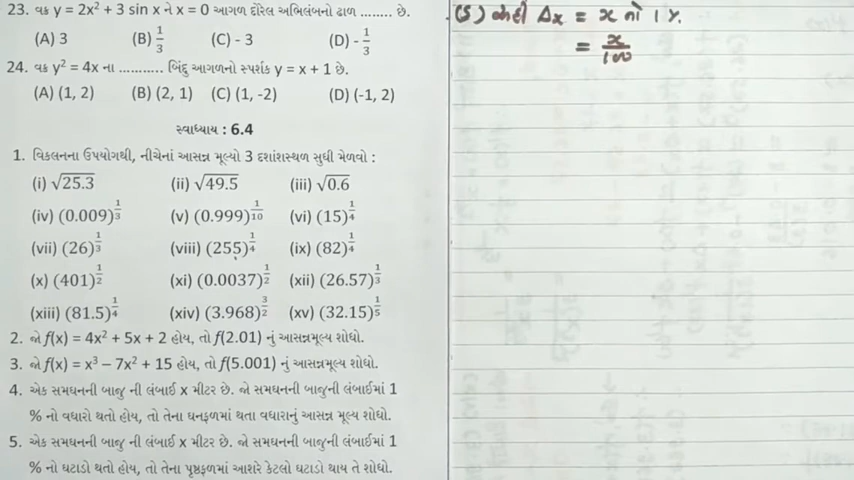 23. વક્ર y = 2x² + 3 sin x ને x = 0 આગળ દોરેલ અભિલંબનો ઢાળ ........ છે.
(A) 3 (B) 1/3 (C) - 3 (D) - 1/3
24. વક્ર y² = 4x ના ........... બિંદુ આગળનો સ્પર્શક y = x + 1 છે.
(A) (1, 2) (B) (2, 1) (C) (1, -2) (D) (-1, 2)
સ્વાધ્યાય : 6.4
1. વિકલનના ઉપયોગથી, નીચેનાં આસન્ન મૂલ્યો 3 દશાંશસ્થળ સુધી મેળવો :
(i) √25.3 (ii) √49.5 (iii) √0.6
(iv) (0.009)^1/3 (v) (0.999)^1/10 (vi) (15)^1/4
(vii) (26)^1/3 (viii) (255)^1/4 (ix) (82)^1/4
(x) (401)^1/2 (xi) (0.0037)^1/2 (xii) (26.57)^1/3
(xiii) (81.5)^1/4 (xiv) (3.968)^3/2 (xv) (32.15)^1/5
2. જો f(x) = 4x² + 5x + 2 હોય, તો f(2.01) નું આસન્નમૂલ્ય શોધો.
3. જો f(x) = x³ – 7x² + 15 હોય, તો f(5.001) નું આસન્નમૂલ્ય શોધો.
4. એક સમઘનની બાજુ ની લંબાઈ x મીટર છે. જો સમઘનની બાજુની લંબાઈમાં 1
% નો વધારો થતો હોય, તો તેના ઘનફળમાં થતા વધારાનું આસન્ન મૂલ્ય શોધો.
5. એક સમઘનની બાજુ ની લંબાઈ x મીટર છે. જો સમઘનની બાજુની લંબાઈમાં 1
% નો ઘટાડો થતો હોય, તો તેના પૃષ્ઠફળમાં આશરે કેટલો ઘટાડો થાય તે શોધો.
(5) અહીં Δx = x નો 1 %.
= x/100